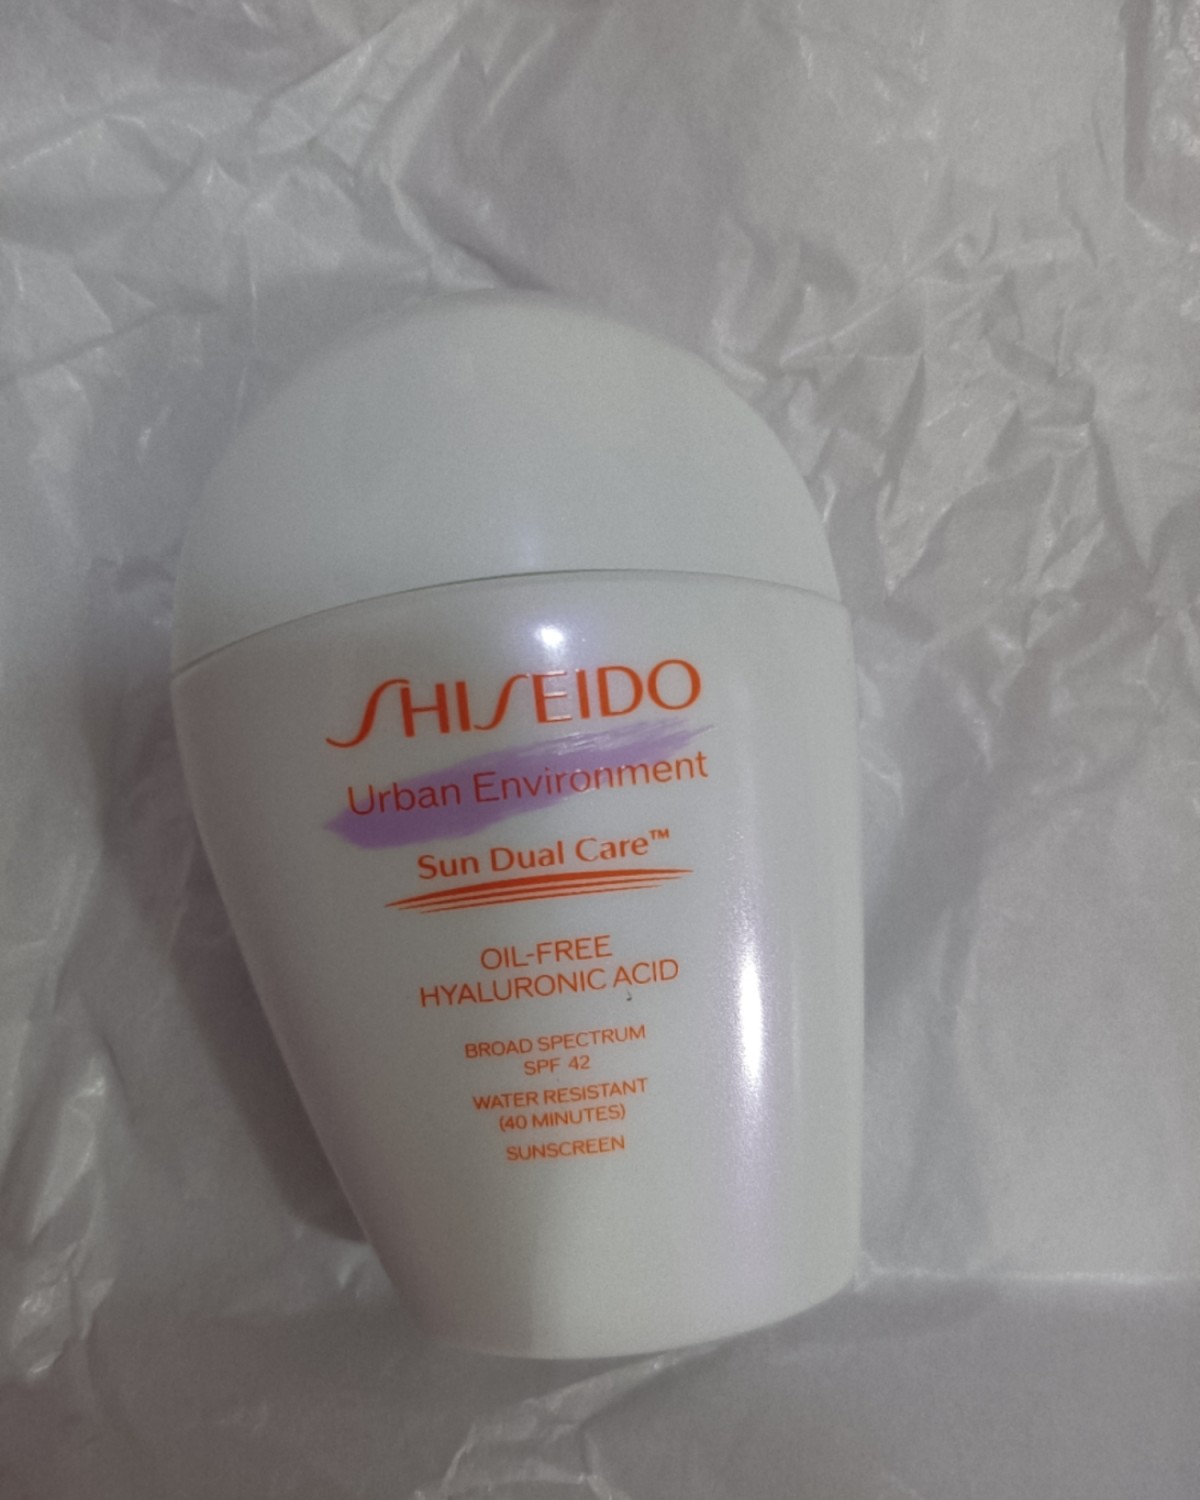 SHISEIDO
Urban Environment
Sun Dual Care™
OIL-FREE
HYALURONIC ACID
BROAD SPECTRUM
SPF 42
WATER RESISTANT
(40 MINUTES)
SUNSCREEN